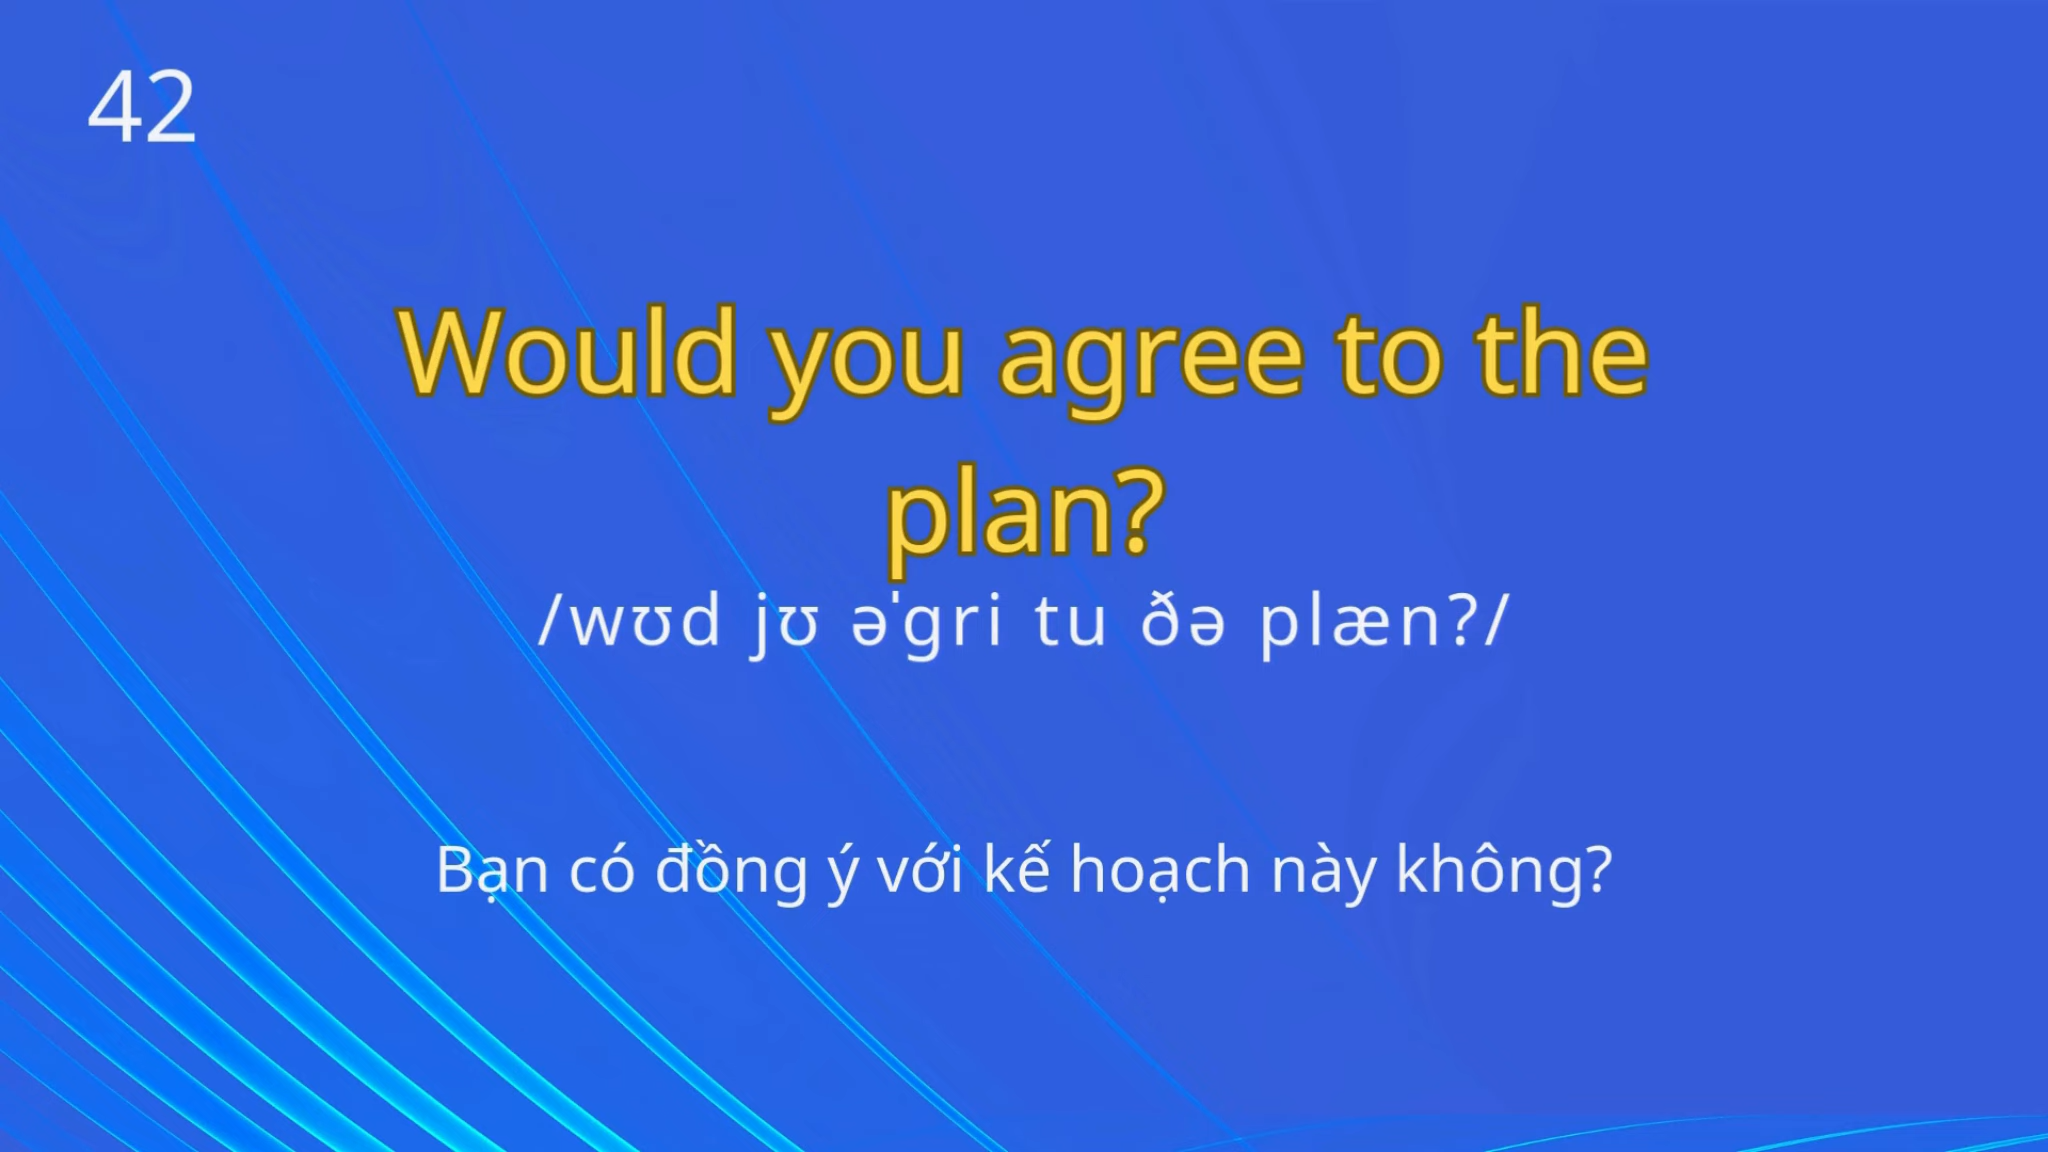 42
Would you agree to the
plan?
/wʊd jʊ əˈgri tu ðə plæn?/
Bạn có đồng ý với kế hoạch này không?